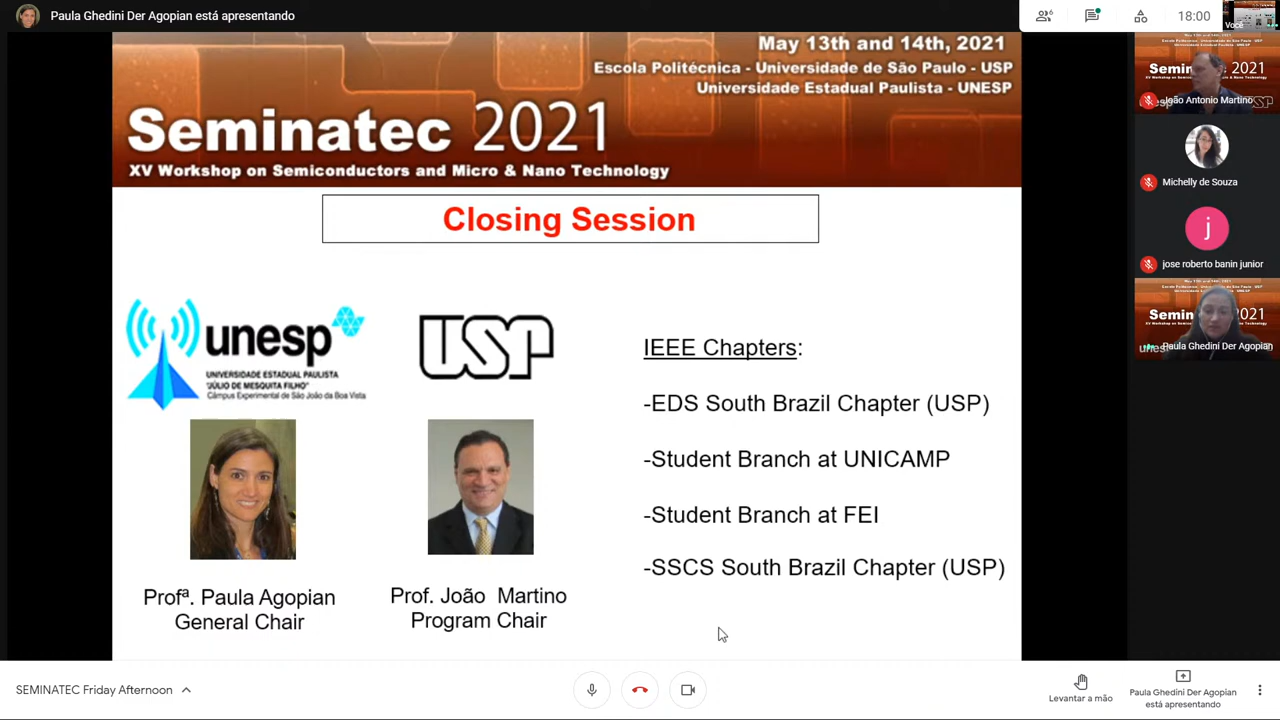 Paula Ghedini Der Agopian está apresentando
6
18:00
Você
May 13th and 14th, 2021
Escola Politécnica - Universidade de São Paulo - USP
Universidade Estadual Paulista - UNESP
Seminatec 2021
XV Workshop on Semiconductors and Micro & Nano Technology
Closing Session
unesp
UNIVERSIDADE ESTADUAL PAULISTA
"JÚLIO DE MESQUITA FILHO"
Câmpus Experimental de São João da Boa Vista
USP
IEEE Chapters:
-EDS South Brazil Chapter (USP)
-Student Branch at UNICAMP
-Student Branch at FEI
-SSCS South Brazil Chapter (USP)
Profª. Paula Agopian
General Chair
Prof. João Martino
Program Chair
2021
João Antonio Martino
Michelly de Souza
j
jose roberto banin junior
2021
Paula Ghedini Der Agopian
SEMINATEC Friday Afternoon
Levantar a mão
Paula Ghedini Der Agopian
está apresentando